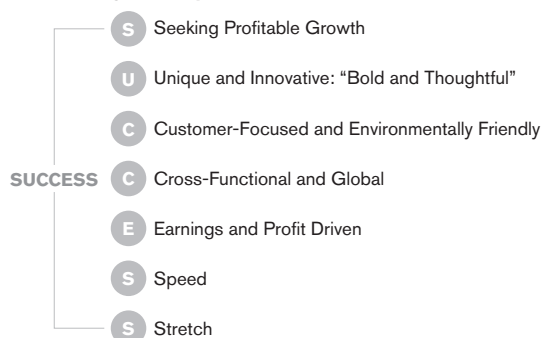 S Seeking Profitable Growth
U Unique and Innovative: “Bold and Thoughtful”
C Customer-Focused and Environmentally Friendly
SUCCESS C Cross-Functional and Global
E Earnings and Profit Driven
S Speed
S Stretch